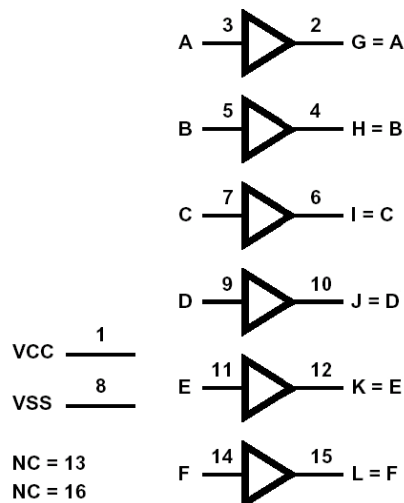 A 3 2 G = A
B 5 4 H = B
C 7 6 I = C
D 9 10 J = D
VCC 1
E 11 12 K = E
VSS 8
F 14 15 L = F
NC = 13
NC = 16